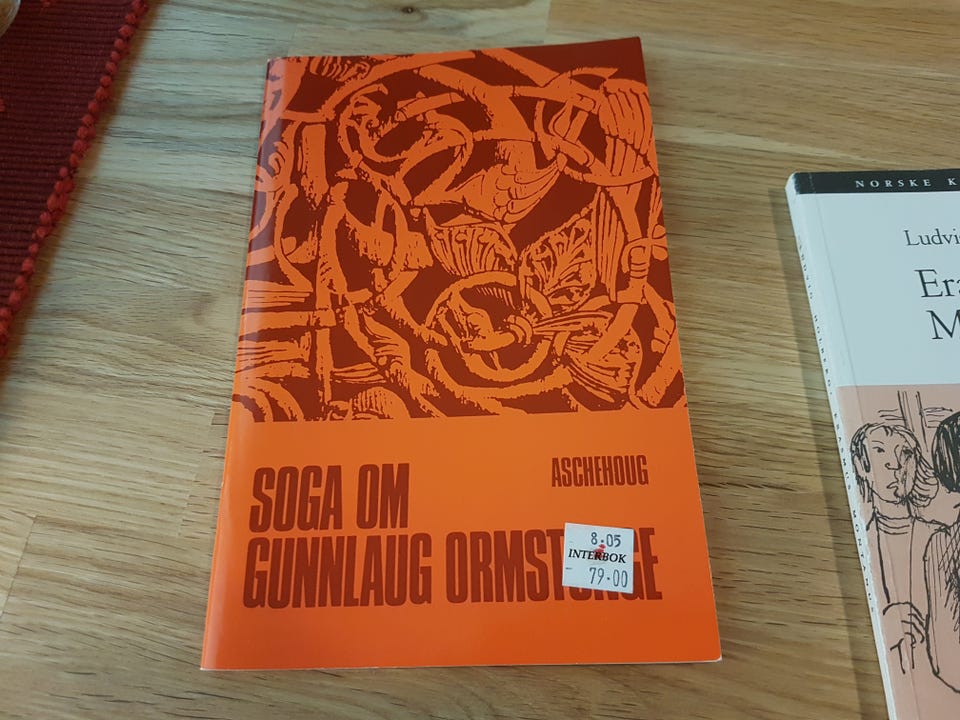 SOGA OM
ASCHEHOUG
GUNNLAUG ORMSTUNGE
8.05
INTERBOK
79.00
NORSKE K
Ludvi
Era
M